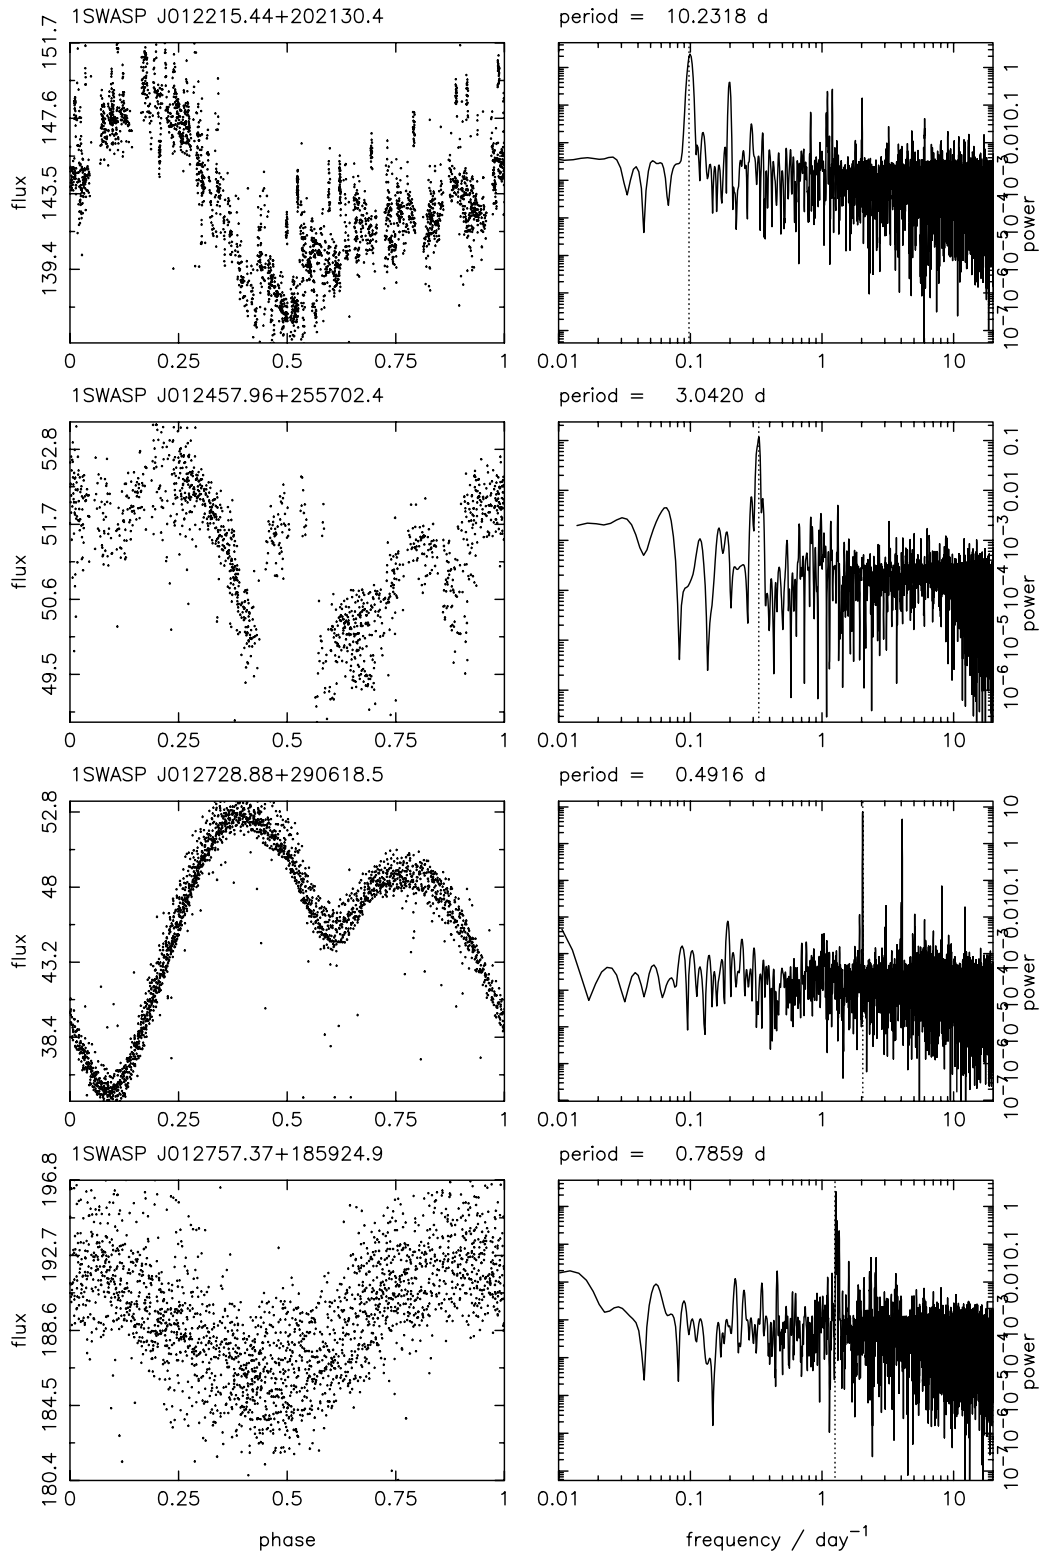 1SWASP J012215.44+202130.4
period = 10.2318 d
flux
151.7
147.6
143.5
139.4
0 0.25 0.5 0.75 1
1
0.1
0.01
10^-3
10^-4
10^-5
10^-6
10^-7
power
0.01 0.1 1 10
1SWASP J012457.96+255702.4
period = 3.0420 d
flux
52.8
51.7
50.6
49.5
0 0.25 0.5 0.75 1
0.1
0.01
10^-3
10^-4
10^-5
10^-6
power
0.01 0.1 1 10
1SWASP J012728.88+290618.5
period = 0.4916 d
flux
52.8
48
43.2
38.4
0 0.25 0.5 0.75 1
10
1
0.1
0.01
10^-3
10^-4
10^-5
10^-6
10^-7
power
0.01 0.1 1 10
1SWASP J012757.37+185924.9
period = 0.7859 d
flux
196.8
192.7
188.6
184.5
180.4
0 0.25 0.5 0.75 1
phase
1
0.1
0.01
10^-3
10^-4
10^-5
10^-6
10^-7
power
0.01 0.1 1 10
frequency / day^-1